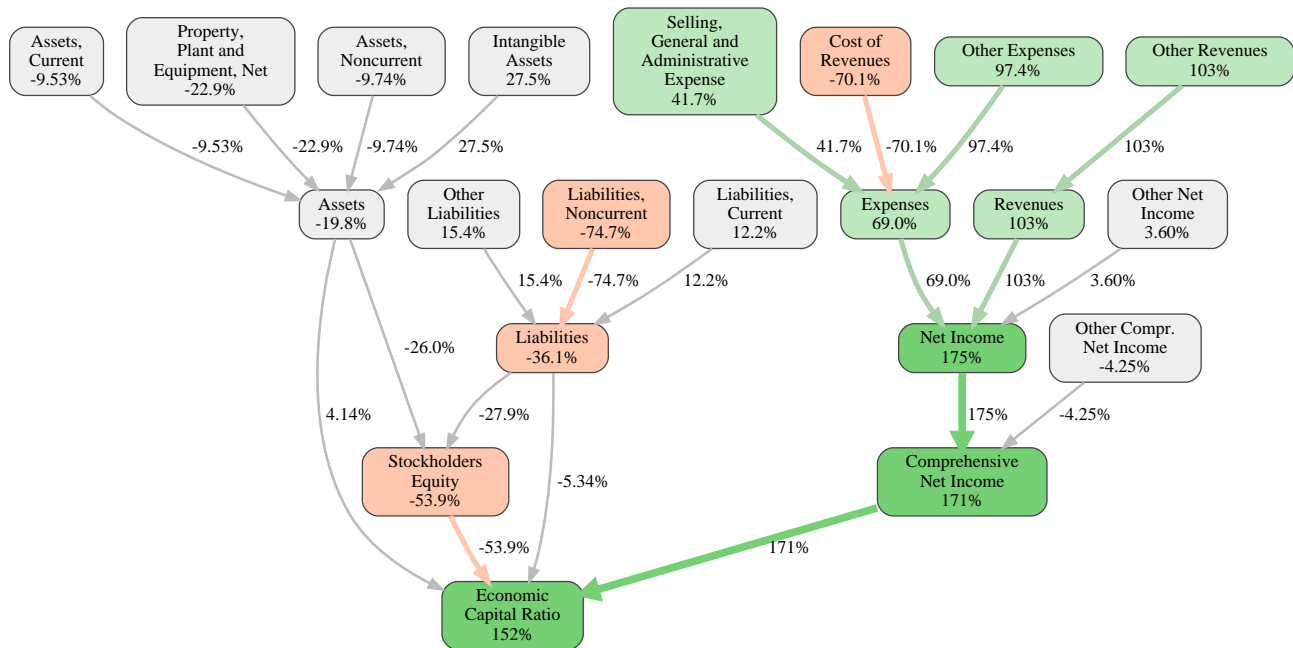 Assets,
Current
-9.53%
Property,
Plant and
Equipment, Net
-22.9%
Assets,
Noncurrent
-9.74%
Intangible
Assets
27.5%
Selling,
General and
Administrative
Expense
41.7%
Cost of
Revenues
-70.1%
Other Expenses
97.4%
Other Revenues
103%
-9.53%
-22.9%
-9.74%
27.5%
41.7%
-70.1%
97.4%
103%
Assets
-19.8%
Other
Liabilities
15.4%
Liabilities,
Noncurrent
-74.7%
Liabilities,
Current
12.2%
Expenses
69.0%
Revenues
103%
Other Net
Income
3.60%
15.4%
-74.7%
12.2%
69.0%
103%
3.60%
-26.0%
Liabilities
-36.1%
Net Income
175%
Other Compr.
Net Income
-4.25%
4.14%
-27.9%
175%
-4.25%
Stockholders
Equity
-53.9%
-5.34%
Comprehensive
Net Income
171%
-53.9%
171%
Economic
Capital Ratio
152%